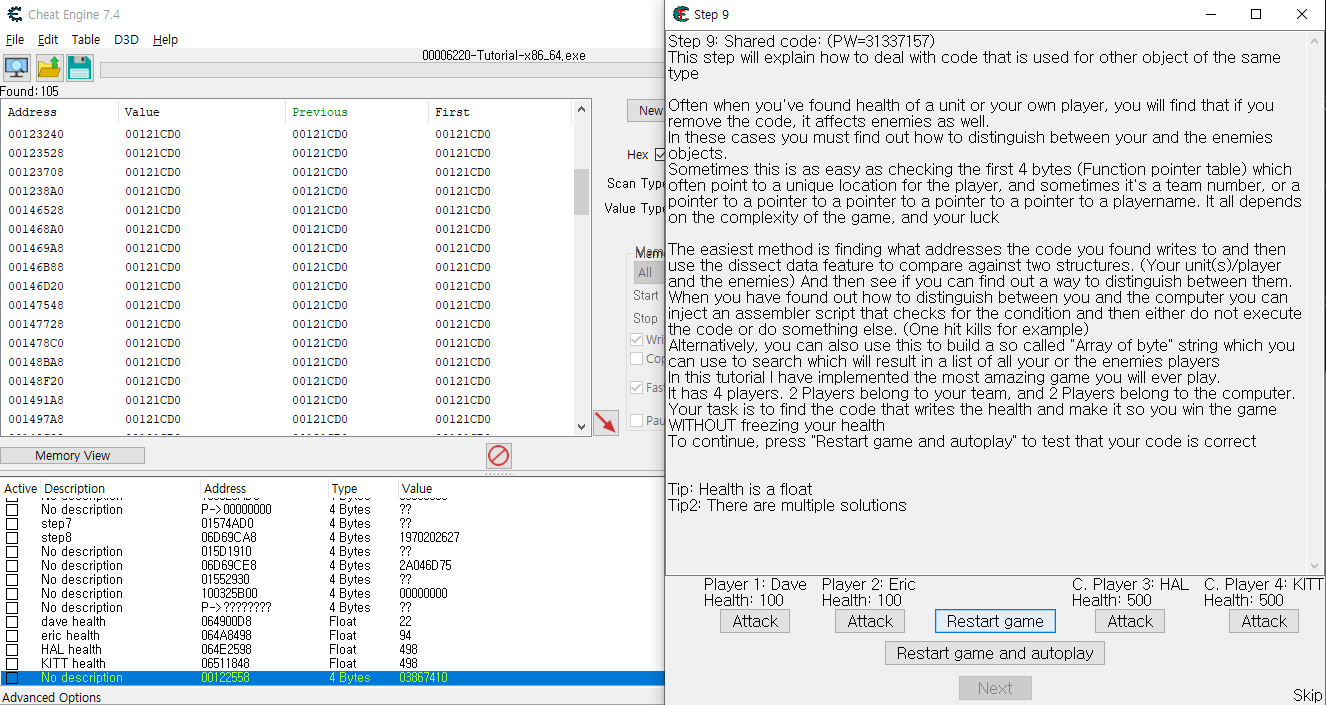 Cheat Engine 7.4
File Edit Table D3D Help
00006220-Tutorial-x86_64.exe
Found:105
Address Value Previous First
00123240 00121CD0 00121CD0 00121CD0
00123528 00121CD0 00121CD0 00121CD0
00123708 00121CD0 00121CD0 00121CD0
001238A0 00121CD0 00121CD0 00121CD0
00146528 00121CD0 00121CD0 00121CD0
001468A0 00121CD0 00121CD0 00121CD0
001469A8 00121CD0 00121CD0 00121CD0
00146B88 00121CD0 00121CD0 00121CD0
00146D20 00121CD0 00121CD0 00121CD0
00147548 00121CD0 00121CD0 00121CD0
00147728 00121CD0 00121CD0 00121CD0
001478C0 00121CD0 00121CD0 00121CD0
00148BA8 00121CD0 00121CD0 00121CD0
00148F20 00121CD0 00121CD0 00121CD0
001491A8 00121CD0 00121CD0 00121CD0
001497A8 00121CD0 00121CD0 00121CD0
New
Hex
Scan Type
Value Type
All
Start
Stop
Wri
Cop
Fast
Pau
Memory View
Active Description Address Type Value
No description P->00000000 4 Bytes ??
step7 01574AD0 4 Bytes ??
step8 06D69CA8 4 Bytes 1970202627
No description 015D1910 4 Bytes ??
No description 06D69CE8 4 Bytes 2A046D75
No description 01552930 4 Bytes ??
No description 100325B00 4 Bytes 00000000
No description P->???????? 4 Bytes ??
dave health 064900D8 Float 22
eric health 064A8498 Float 94
HAL health 064E2598 Float 498
KITT health 06511848 Float 498
No description 00122558 4 Bytes 03867410
Advanced Options
Step 9
Step 9: Shared code: (PW=31337157)
This step will explain how to deal with code that is used for other object of the same
type
Often when you've found health of a unit or your own player, you will find that if you
remove the code, it affects enemies as well.
In these cases you must find out how to distinguish between your and the enemies
objects.
Sometimes this is as easy as checking the first 4 bytes (Function pointer table) which
often point to a unique location for the player, and sometimes it's a team number, or a
pointer to a pointer to a pointer to a pointer to a pointer to a playername. It all depends
on the complexity of the game, and your luck
The easiest method is finding what addresses the code you found writes to and then
use the dissect data feature to compare against two structures. (Your unit(s)/player
and the enemies) And then see if you can find out a way to distinguish between them.
When you have found out how to distinguish between you and the computer you can
inject an assembler script that checks for the condition and then either do not execute
the code or do something else. (One hit kills for example)
Alternatively, you can also use this to build a so called "Array of byte" string which you
can use to search which will result in a list of all your or the enemies players
In this tutorial I have implemented the most amazing game you will ever play.
It has 4 players. 2 Players belong to your team, and 2 Players belong to the computer.
Your task is to find the code that writes the health and make it so you win the game
WITHOUT freezing your health
To continue, press "Restart game and autoplay" to test that your code is correct
Tip: Health is a float
Tip2: There are multiple solutions
Player 1: Dave Player 2: Eric C. Player 3: HAL C. Player 4: KITT
Health: 100 Health: 100 Health: 500 Health: 500
Attack Attack Restart game Attack Attack
Restart game and autoplay
Next
Skip